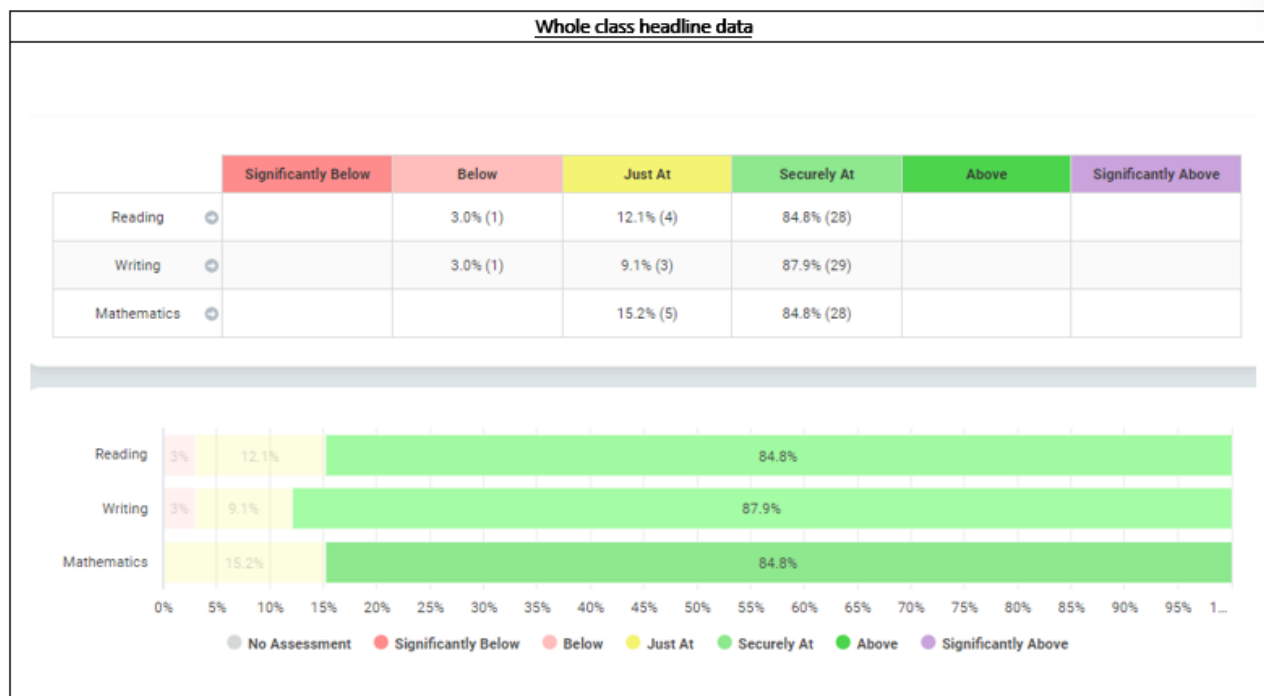 Whole class headline data
Significantly Below Below Just At Securely At Above Significantly Above
Reading 3.0% (1) 12.1% (4) 84.8% (28)
Writing 3.0% (1) 9.1% (3) 87.9% (29)
Mathematics 15.2% (5) 84.8% (28)
Reading 3% 12.1% 84.8%
Writing 3% 9.1% 87.9%
Mathematics 15.2% 84.8%
0% 5% 10% 15% 20% 25% 30% 35% 40% 45% 50% 55% 60% 65% 70% 75% 80% 85% 90% 95% 1...
No Assessment Significantly Below Below Just At Securely At Above Significantly Above